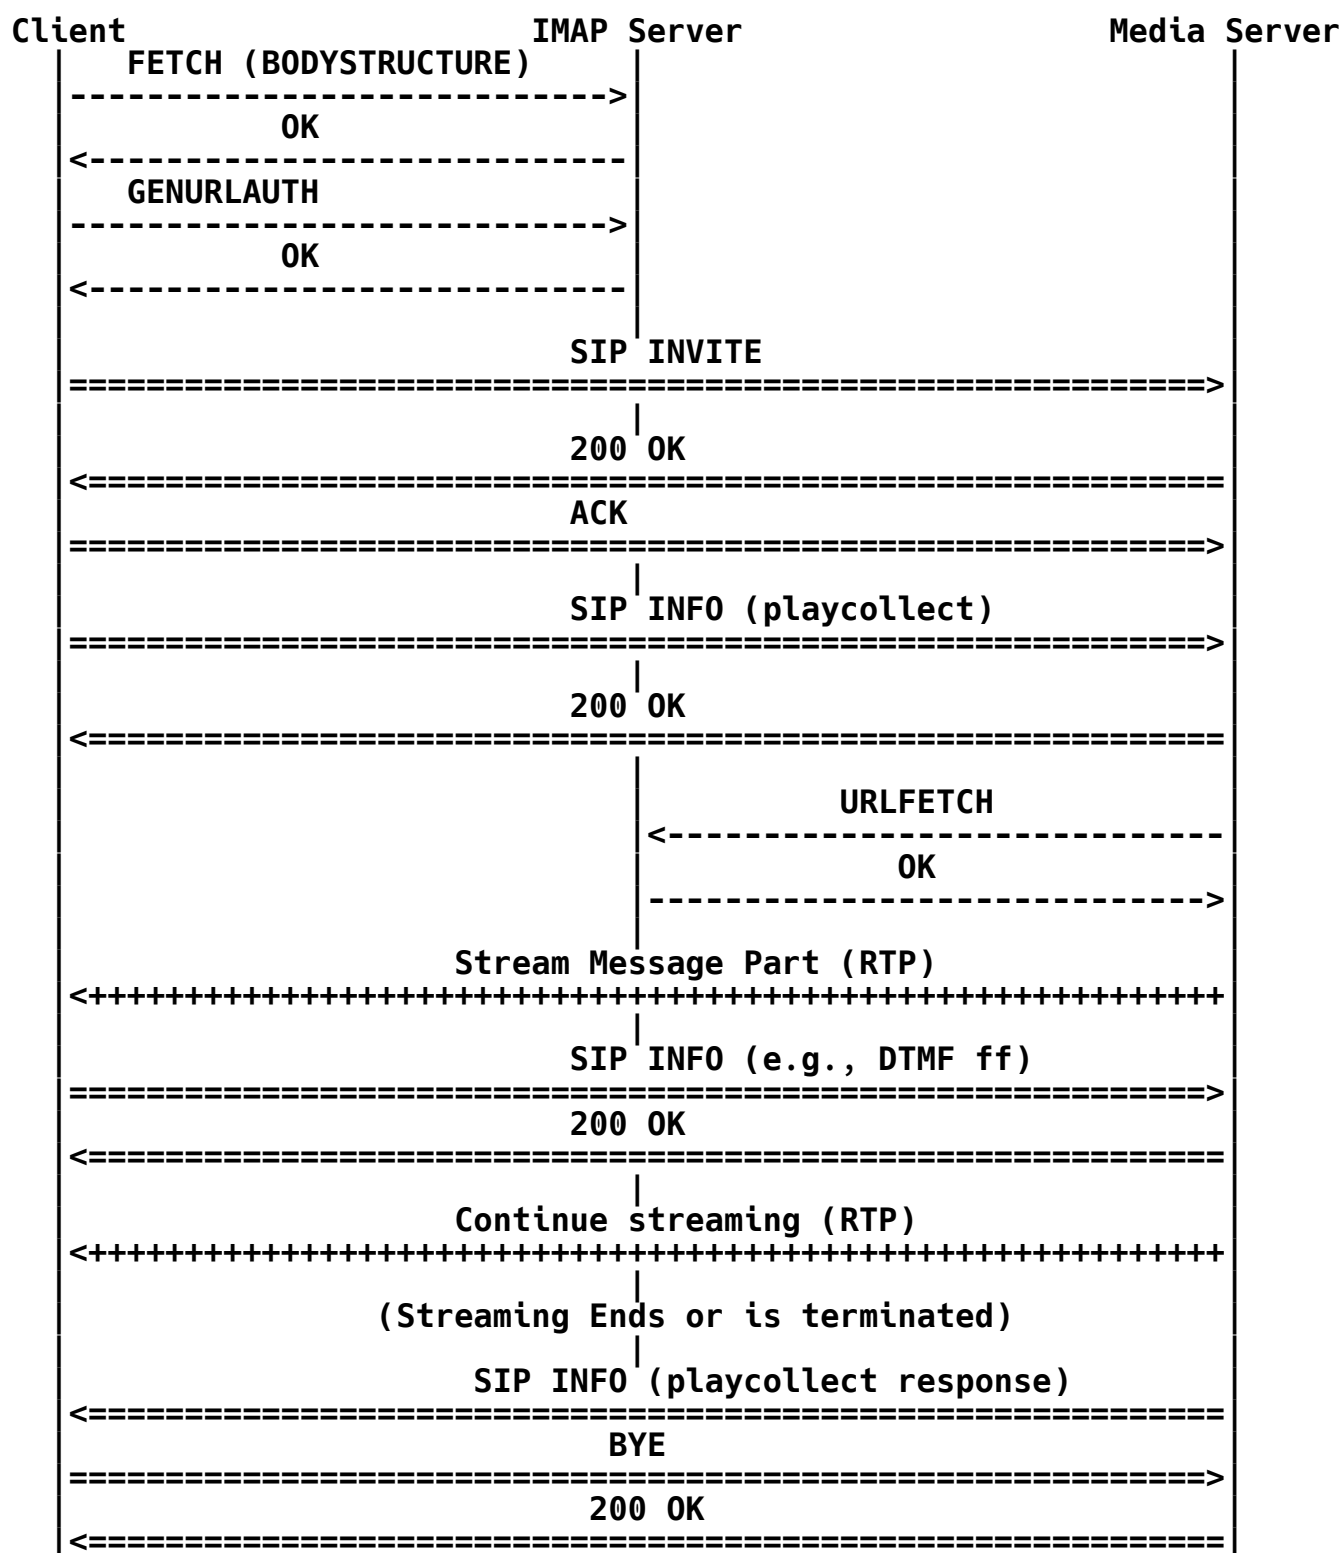 Client IMAP Server Media Server
FETCH (BODYSTRUCTURE)
OK
GENURLAUTH
OK
SIP INVITE
200 OK
ACK
SIP INFO (playcollect)
200 OK
URLFETCH
OK
Stream Message Part (RTP)
SIP INFO (e.g., DTMF ff)
200 OK
Continue streaming (RTP)
(Streaming Ends or is terminated)
SIP INFO (playcollect response)
BYE
200 OK